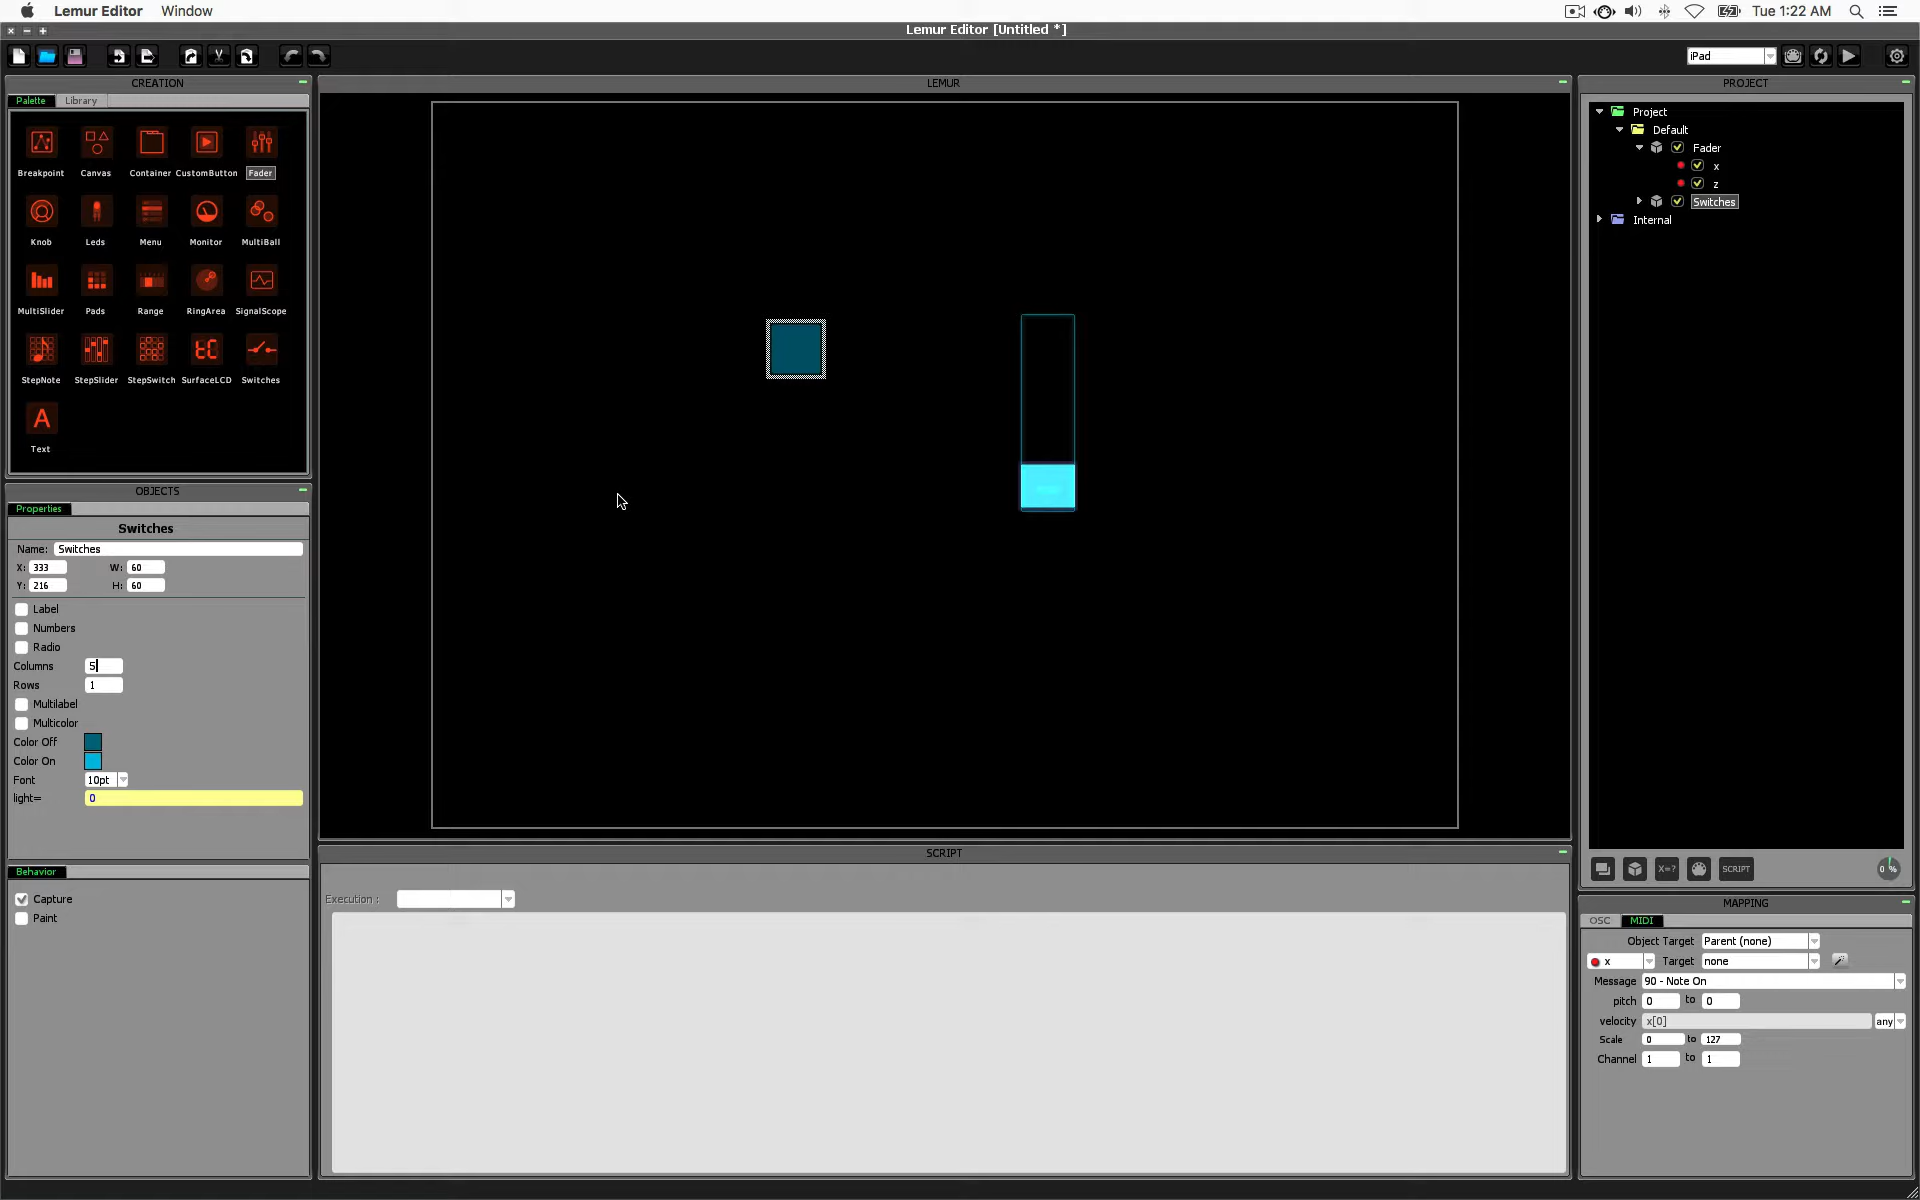 Lemur Editor Window Tue 1:22 AM
Lemur Editor [Untitled *]
iPad
CREATION
Palette Library
Breakpoint Canvas Container CustomButton Fader
Knob Leds Menu Monitor MultiBall
MultiSlider Pads Range RingArea SignalScope
StepNote StepSlider StepSwitch SurfaceLCD Switches
A
Text
OBJECTS
Properties
Switches
Name: Switches
X: 333 W: 60
Y: 216 H: 60
Label
Numbers
Radio
Columns 5
Rows 1
Multilabel
Multicolor
Color Off
Color On
Font 10pt
light= 0
Behavior
Capture
Paint
LEMUR
SCRIPT
Execution :
PROJECT
Project
Default
Fader
x
z
Switches
Internal
X=? SCRIPT 0 %
MAPPING
OSC MIDI
Object Target Parent (none)
x Target none
Message 90 - Note On
pitch 0 to 0
velocity x[0] any
Scale 0 to 127
Channel 1 to 1